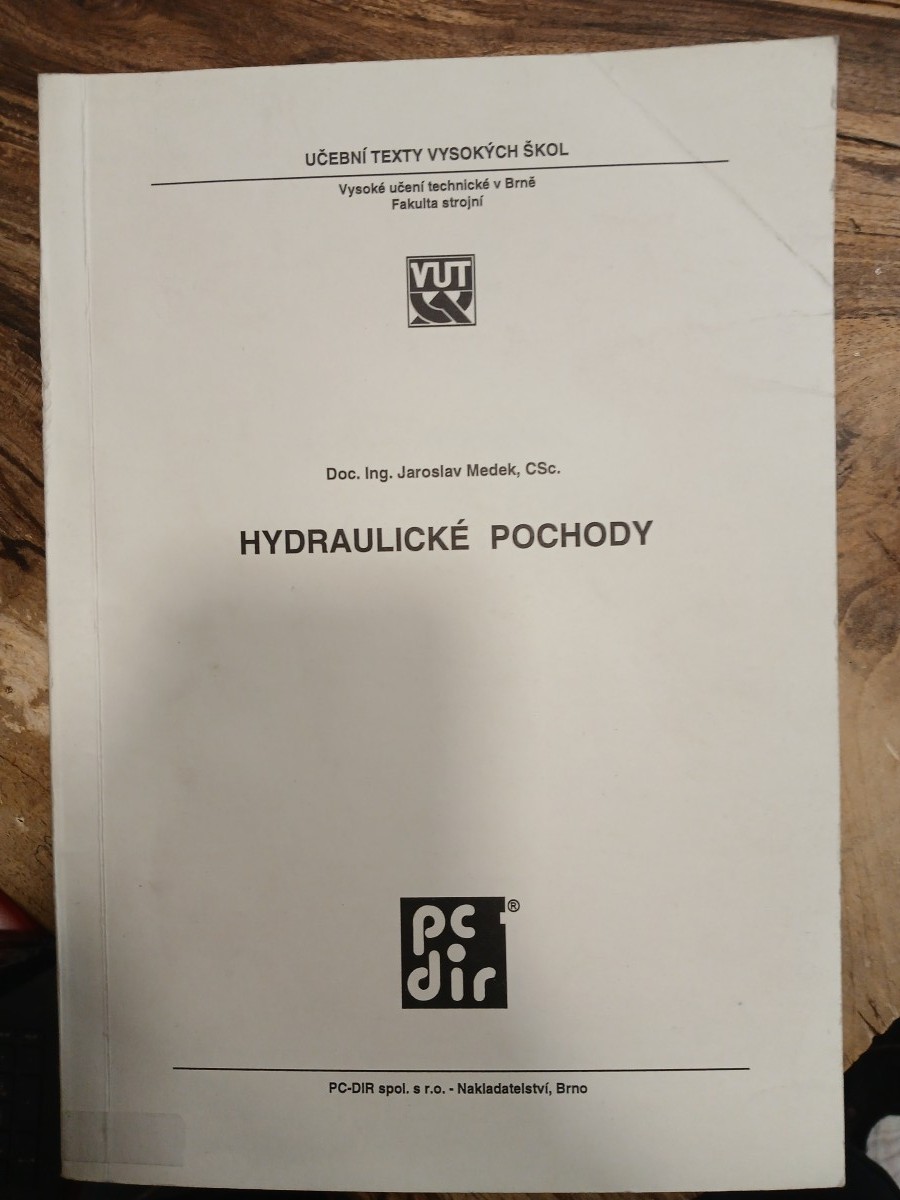 UČEBNÍ TEXTY VYSOKÝCH ŠKOL
Vysoké učení technické v Brně
Fakulta strojní
VUT
Doc. Ing. Jaroslav Medek, CSc.
HYDRAULICKÉ POCHODY
pc ®
dir
PC-DIR spol. s r.o. - Nakladatelství, Brno